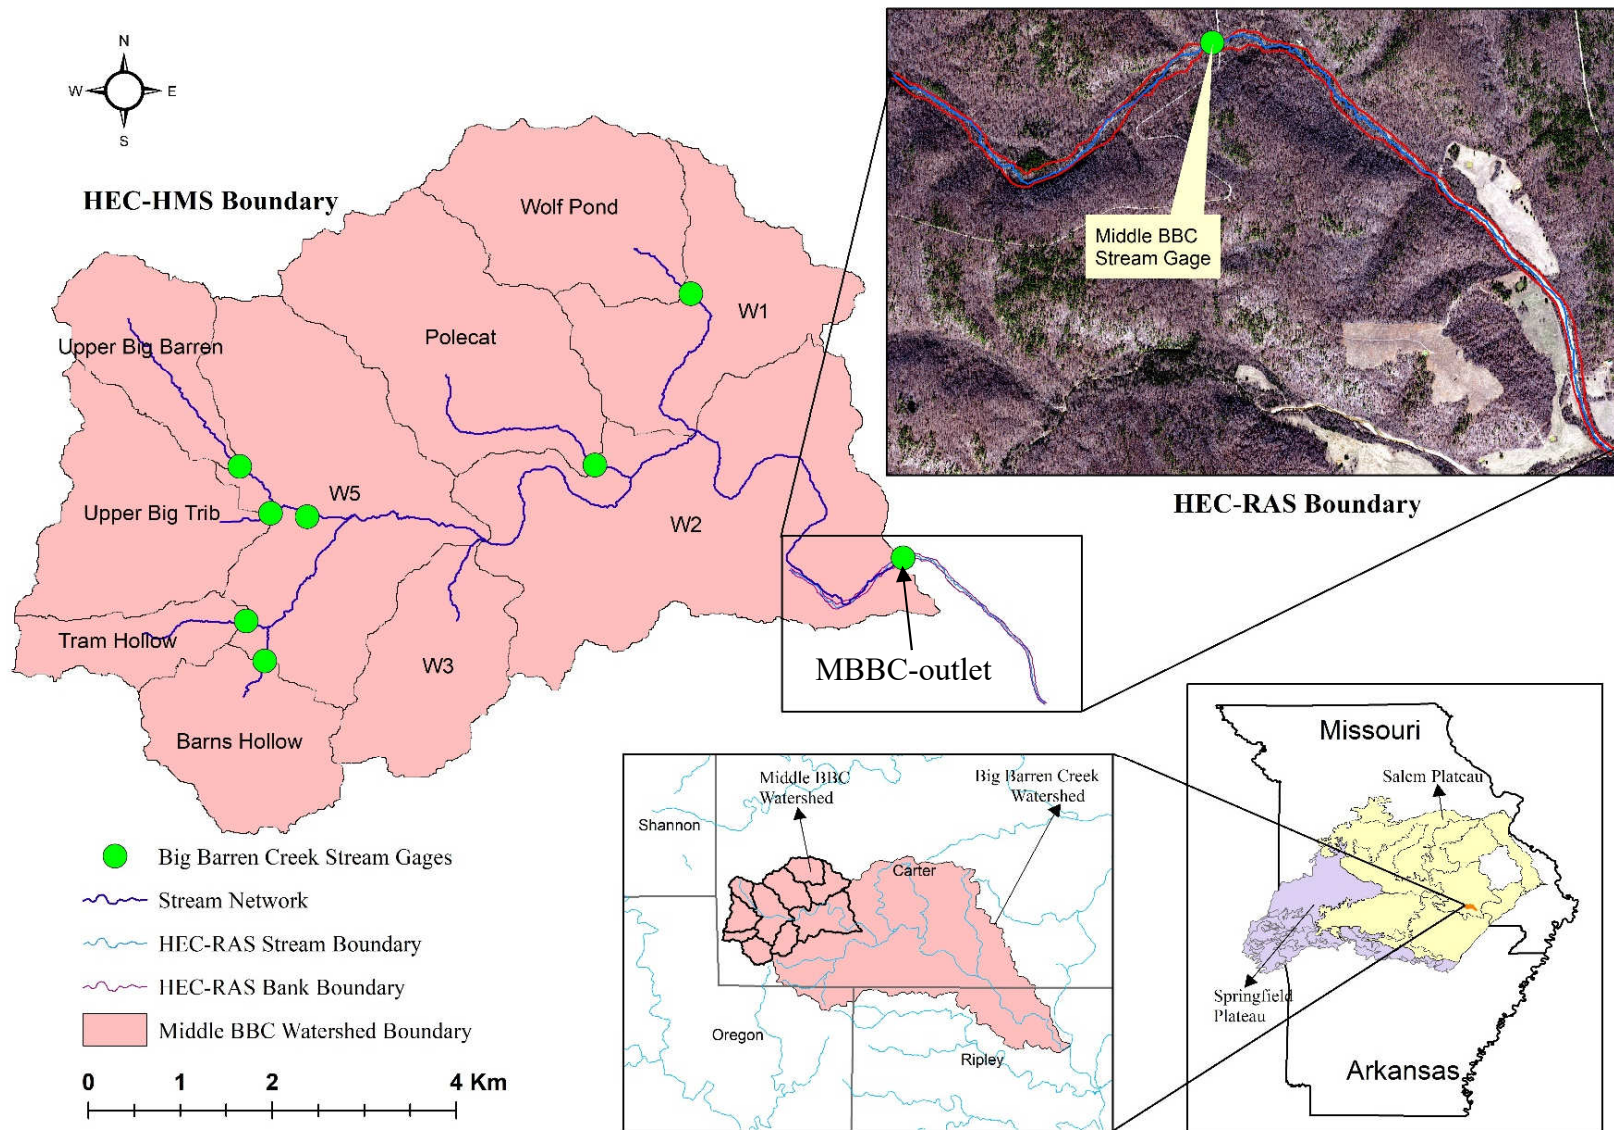 N
W
E
S
HEC-HMS Boundary
Wolf Pond
W1
Upper Big Barren
Polecat
W5
Upper Big Trib
W2
Tram Hollow
W3
Barns Hollow
MBBC-outlet
Middle BBC
Stream Gage
HEC-RAS Boundary
Big Barren Creek Stream Gages
Stream Network
HEC-RAS Stream Boundary
HEC-RAS Bank Boundary
Middle BBC Watershed Boundary
0 1 2 4 Km
Middle BBC
Watershed
Big Barren Creek
Watershed
Shannon
Carter
Oregon
Ripley
Missouri
Salem Plateau
Springfield
Plateau
Arkansas